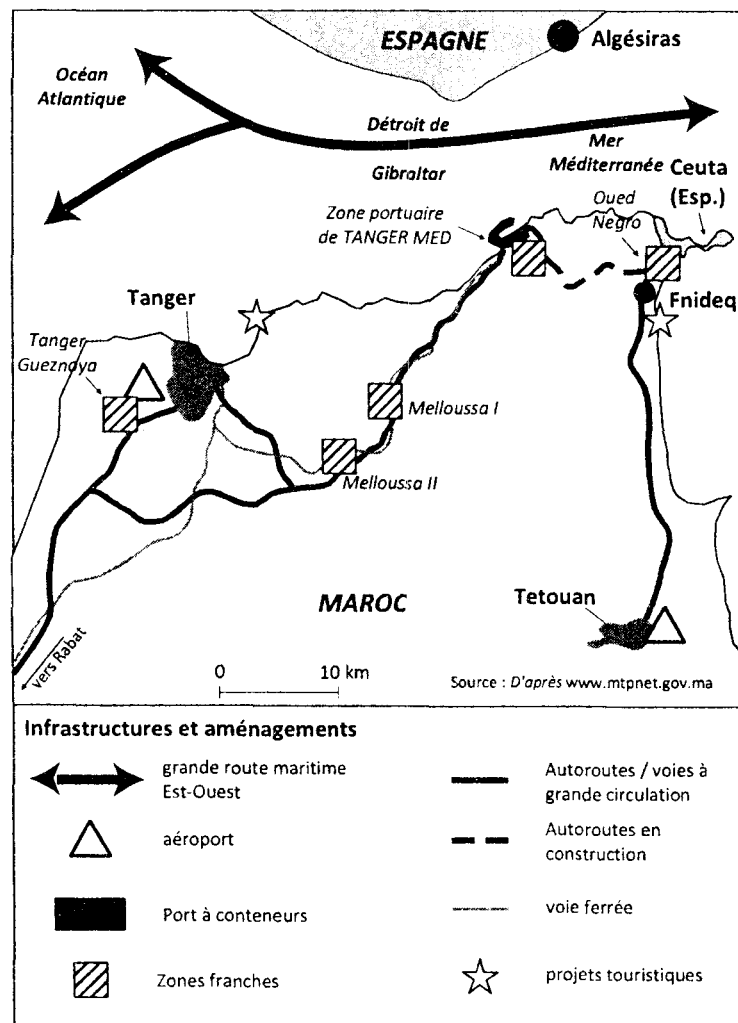 ESPAGNE
Algésiras
Océan
Atlantique
Détroit de
Gibraltar
Mer
Méditerranée
Ceuta
(Esp.)
Oued
Negro
Zone portuaire
de TANGER MED
Tanger
Fnideq
Tanger
Gueznaya
Melloussa I
Melloussa II
MAROC
Tetouan
vers Rabat
0 10 km
Source : D'après www.mtpnet.gov.ma
Infrastructures et aménagements
grande route maritime
Est-Ouest
Autoroutes / voies à
grande circulation
aéroport
Autoroutes en
construction
Port à conteneurs
voie ferrée
Zones franches
projets touristiques